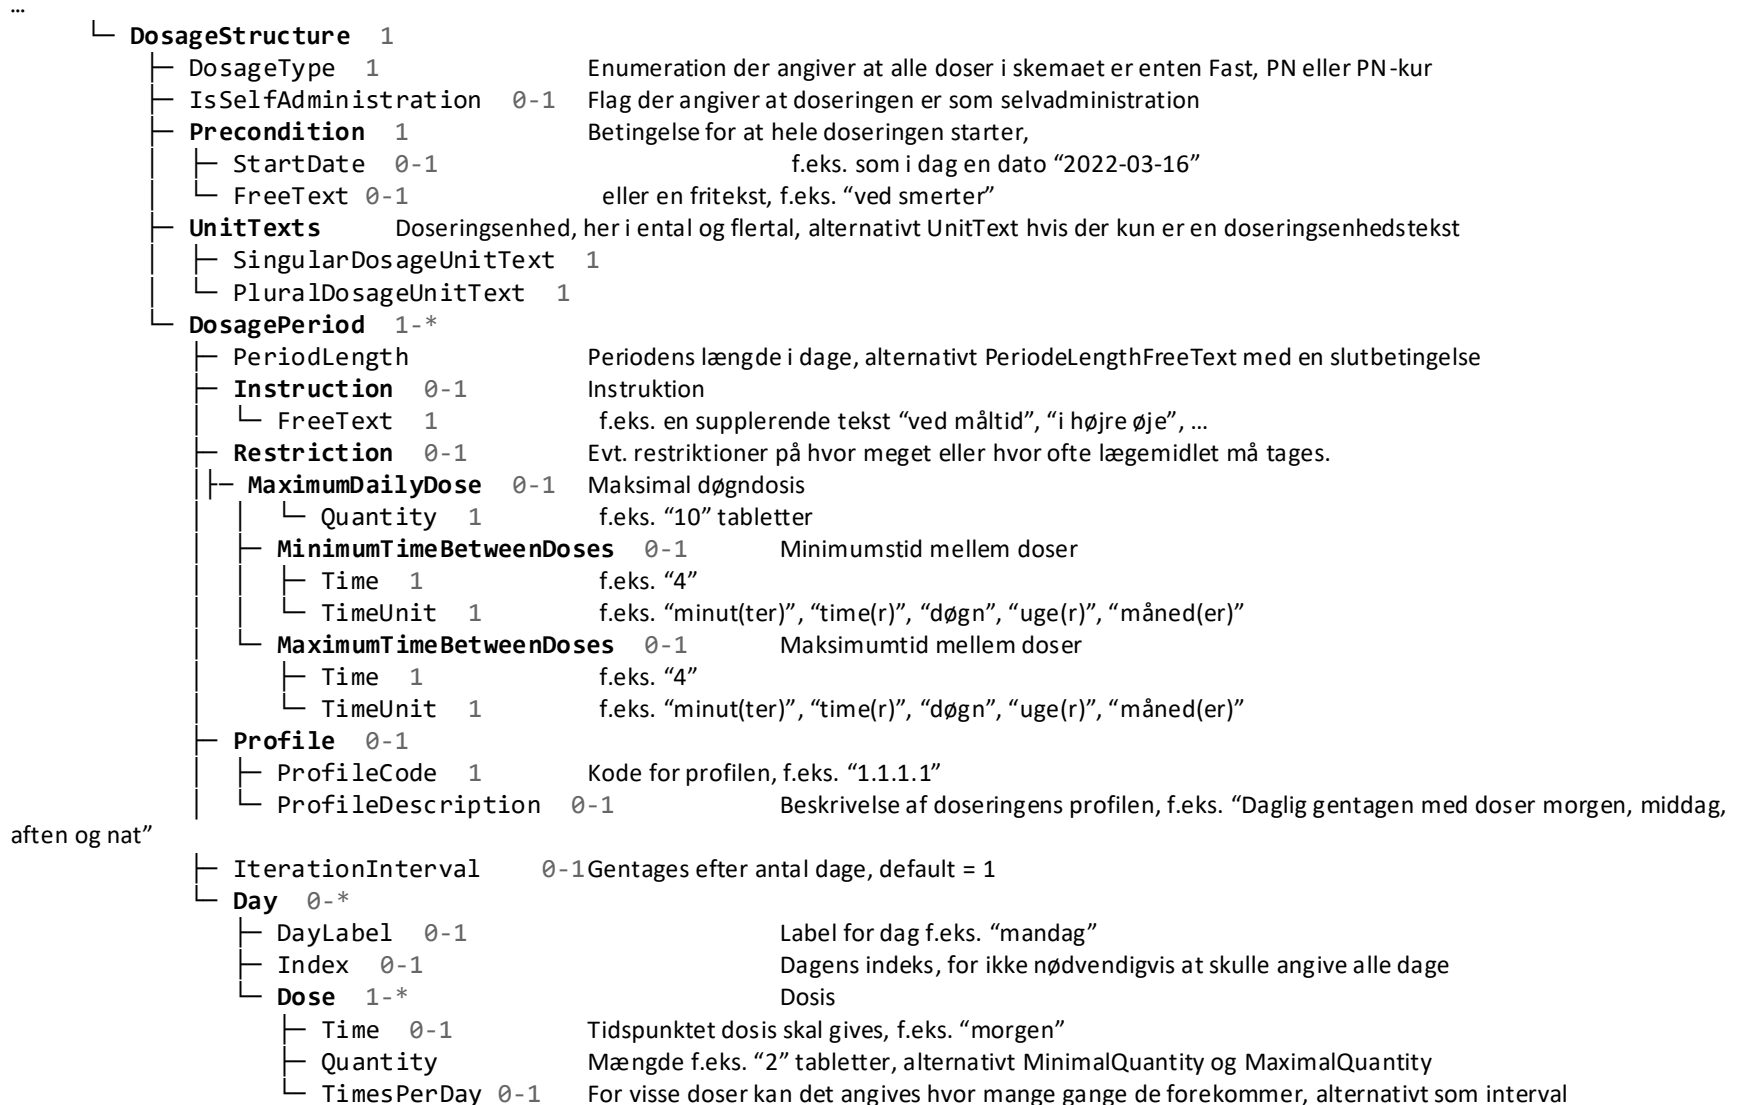 …
└─ DosageStructure 1
├─ DosageType 1 Enumeration der angiver at alle doser i skemaet er enten Fast, PN eller PN-kur
├─ IsSelfAdministration 0-1 Flag der angiver at doseringen er som selvadministration
├─ Precondition 1 Betingelse for at hele doseringen starter,
│ ├─ StartDate 0-1 f.eks. som i dag en dato “2022-03-16”
│ └─ FreeText 0-1 eller en fritekst, f.eks. “ved smerter”
├─ UnitTexts Doseringsenhed, her i ental og flertal, alternativt UnitText hvis der kun er en doseringsenhedstekst
│ ├─ SingularDosageUnitText 1
│ └─ PluralDosageUnitText 1
└─ DosagePeriod 1-*
├─ PeriodLength Periodens længde i dage, alternativt PeriodeLengthFreeText med en slutbetingelse
├─ Instruction 0-1 Instruktion
│ └─ FreeText 1 f.eks. en supplerende tekst “ved måltid”, “i højre øje”, …
├─ Restriction 0-1 Evt. restriktioner på hvor meget eller hvor ofte lægemidlet må tages.
│├─ MaximumDailyDose 0-1 Maksimal døgndosis
│ │ └─ Quantity 1 f.eks. “10” tabletter
│ ├─ MinimumTimeBetweenDoses 0-1 Minimumstid mellem doser
│ │ ├─ Time 1 f.eks. “4”
│ │ └─ TimeUnit 1 f.eks. “minut(ter)”, “time(r)”, “døgn”, “uge(r)”, “måned(er)”
│ └─ MaximumTimeBetweenDoses 0-1 Maksimumtid mellem doser
│ ├─ Time 1 f.eks. “4”
│ └─ TimeUnit 1 f.eks. “minut(ter)”, “time(r)”, “døgn”, “uge(r)”, “måned(er)”
├─ Profile 0-1
│ ├─ ProfileCode 1 Kode for profilen, f.eks. “1.1.1.1”
│ └─ ProfileDescription 0-1 Beskrivelse af doseringens profilen, f.eks. “Daglig gentagen med doser morgen, middag,
aften og nat”
├─ IterationInterval 0-1Gentages efter antal dage, default = 1
└─ Day 0-*
├─ DayLabel 0-1 Label for dag f.eks. “mandag”
├─ Index 0-1 Dagens indeks, for ikke nødvendigvis at skulle angive alle dage
└─ Dose 1-* Dosis
├─ Time 0-1 Tidspunktet dosis skal gives, f.eks. “morgen”
├─ Quantity Mængde f.eks. “2” tabletter, alternativt MinimalQuantity og MaximalQuantity
└─ TimesPerDay 0-1 For visse doser kan det angives hvor mange gange de forekommer, alternativt som interval